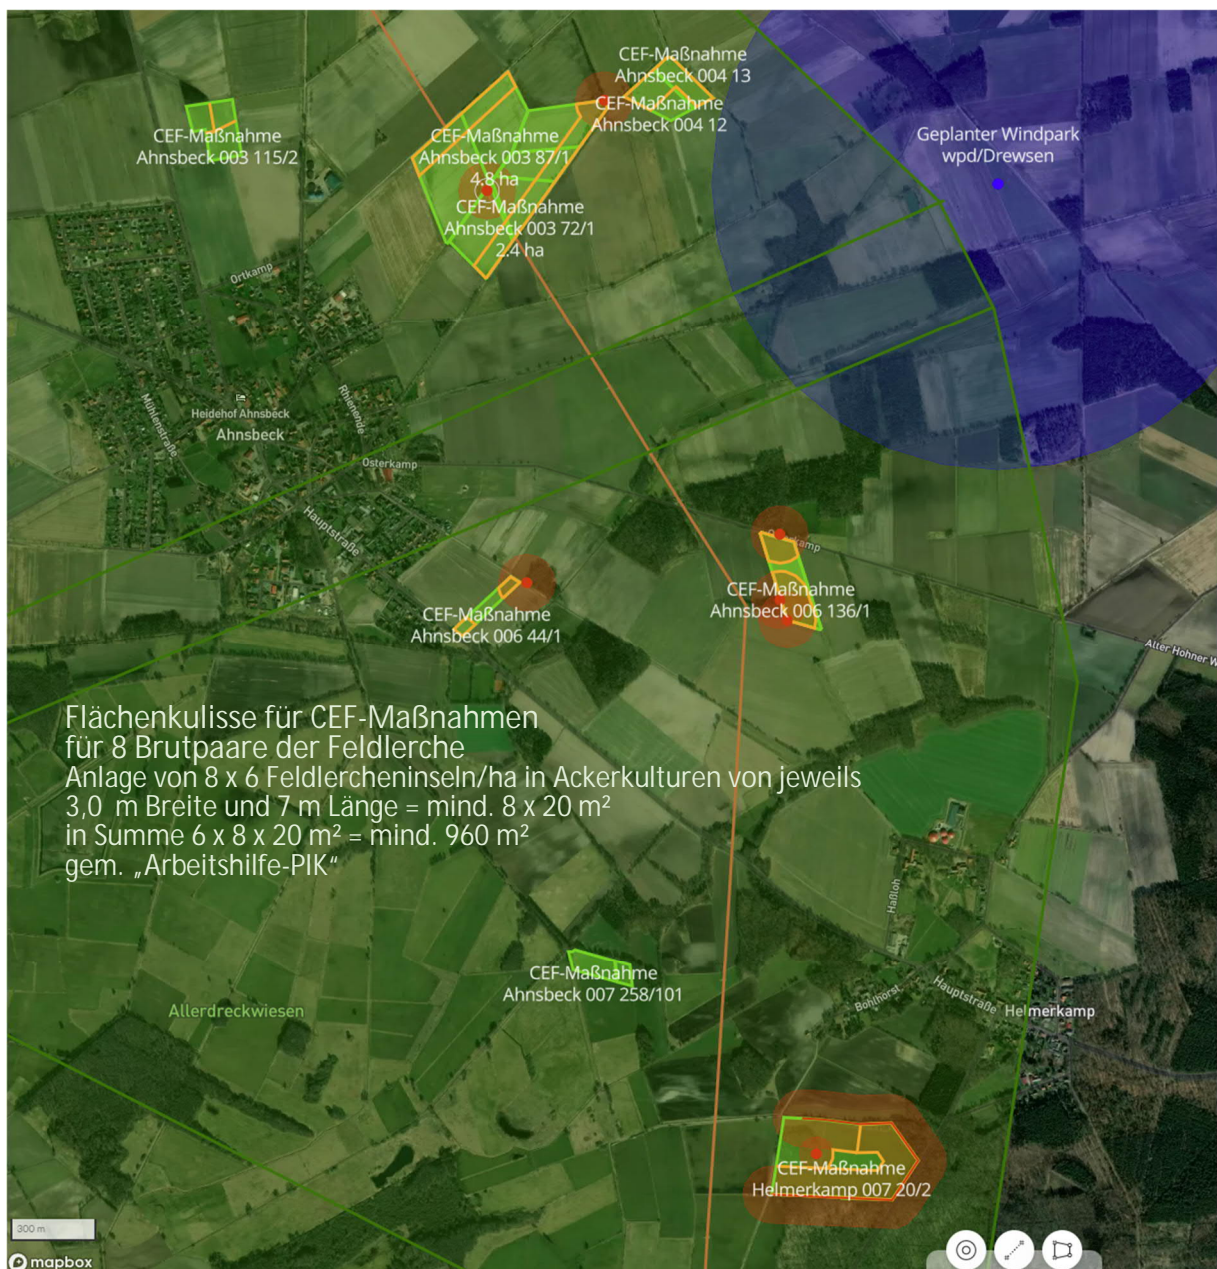 CEF-Maßnahme
Ahnsbeck 004 13
CEF-Maßnahme
Ahnsbeck 004 12
CEF-Maßnahme
Ahnsbeck 003 115/2
CEF-Maßnahme
Ahnsbeck 003 87/1
4.8 ha
CEF-Maßnahme
Ahnsbeck 003 72/1
2.4 ha
Geplanter Windpark
wpd/Drewsen
Ortkamp
Mühlenstraße
Rhienende
Heidehof Ahnsbeck
Ahnsbeck
Osterkamp
Hauptstraße
CEF-Maßnahme
Ahnsbeck 006 44/1
CEF-Maßnahme
Ahnsbeck 006 136/1
Alter Hohner W
Flächenkulisse für CEF-Maßnahmen
für 8 Brutpaare der Feldlerche
Anlage von 8 x 6 Feldlercheninseln/ha in Ackerkulturen von jeweils
3,0 m Breite und 7 m Länge = mind. 8 x 20 m²
in Summe 6 x 8 x 20 m² = mind. 960 m²
gem. „Arbeitshilfe-PIK“
Haßloh
CEF-Maßnahme
Ahnsbeck 007 258/101
Bohlhorst
Hauptstraße
Helmerkamp
Allerdreckwiesen
CEF-Maßnahme
Helmerkamp 007 20/2
300 m
mapbox